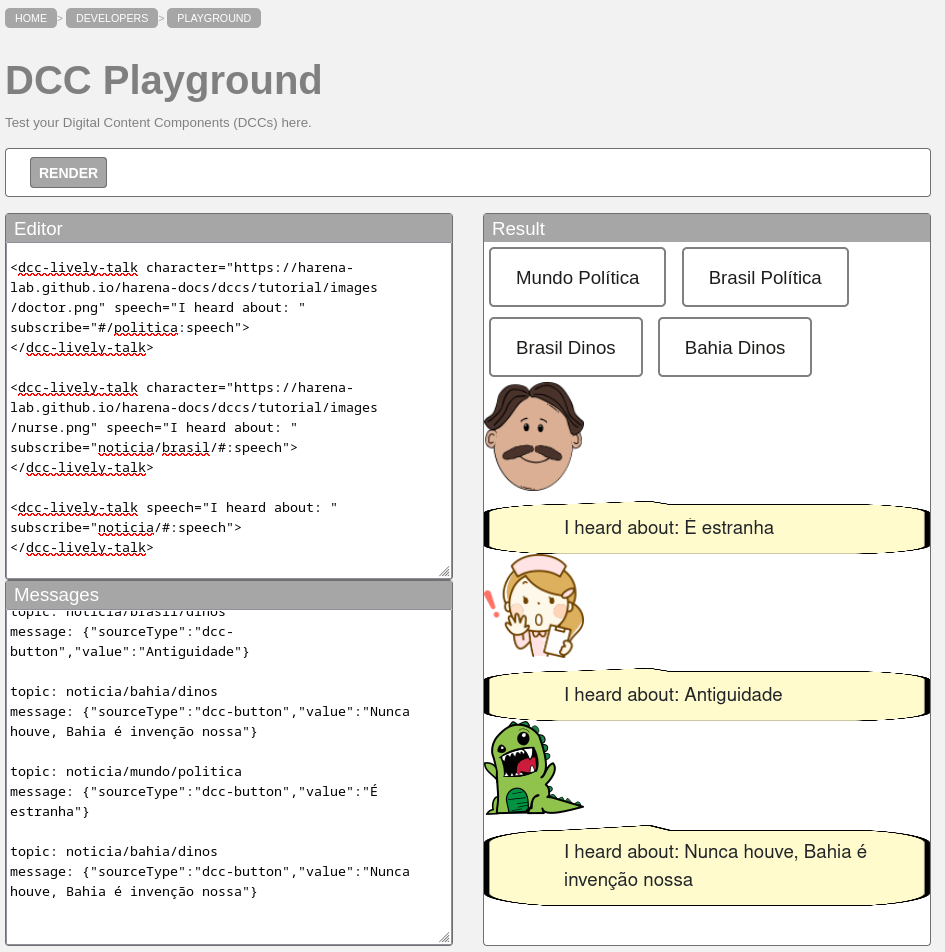 HOME > DEVELOPERS > PLAYGROUND
DCC Playground
Test your Digital Content Components (DCCs) here.
RENDER
Editor
<dcc-lively-talk character="https://harena-
lab.github.io/harena-docs/dccs/tutorial/images
/doctor.png" speech="I heard about: "
subscribe="#/politica:speech">
</dcc-lively-talk>
<dcc-lively-talk character="https://harena-
lab.github.io/harena-docs/dccs/tutorial/images
/nurse.png" speech="I heard about: "
subscribe="noticia/brasil/#:speech">
</dcc-lively-talk>
<dcc-lively-talk speech="I heard about: "
subscribe="noticia/#:speech">
</dcc-lively-talk>
Messages
topic: noticia/brasil/dinos
message: {"sourceType":"dcc-
button","value":"Antiguidade"}
topic: noticia/bahia/dinos
message: {"sourceType":"dcc-button","value":"Nunca
houve, Bahia é invenção nossa"}
topic: noticia/mundo/politica
message: {"sourceType":"dcc-button","value":"É
estranha"}
topic: noticia/bahia/dinos
message: {"sourceType":"dcc-button","value":"Nunca
houve, Bahia é invenção nossa"}
Result
Mundo Política
Brasil Política
Brasil Dinos
Bahia Dinos
I heard about: É estranha
I heard about: Antiguidade
I heard about: Nunca houve, Bahia é
invenção nossa